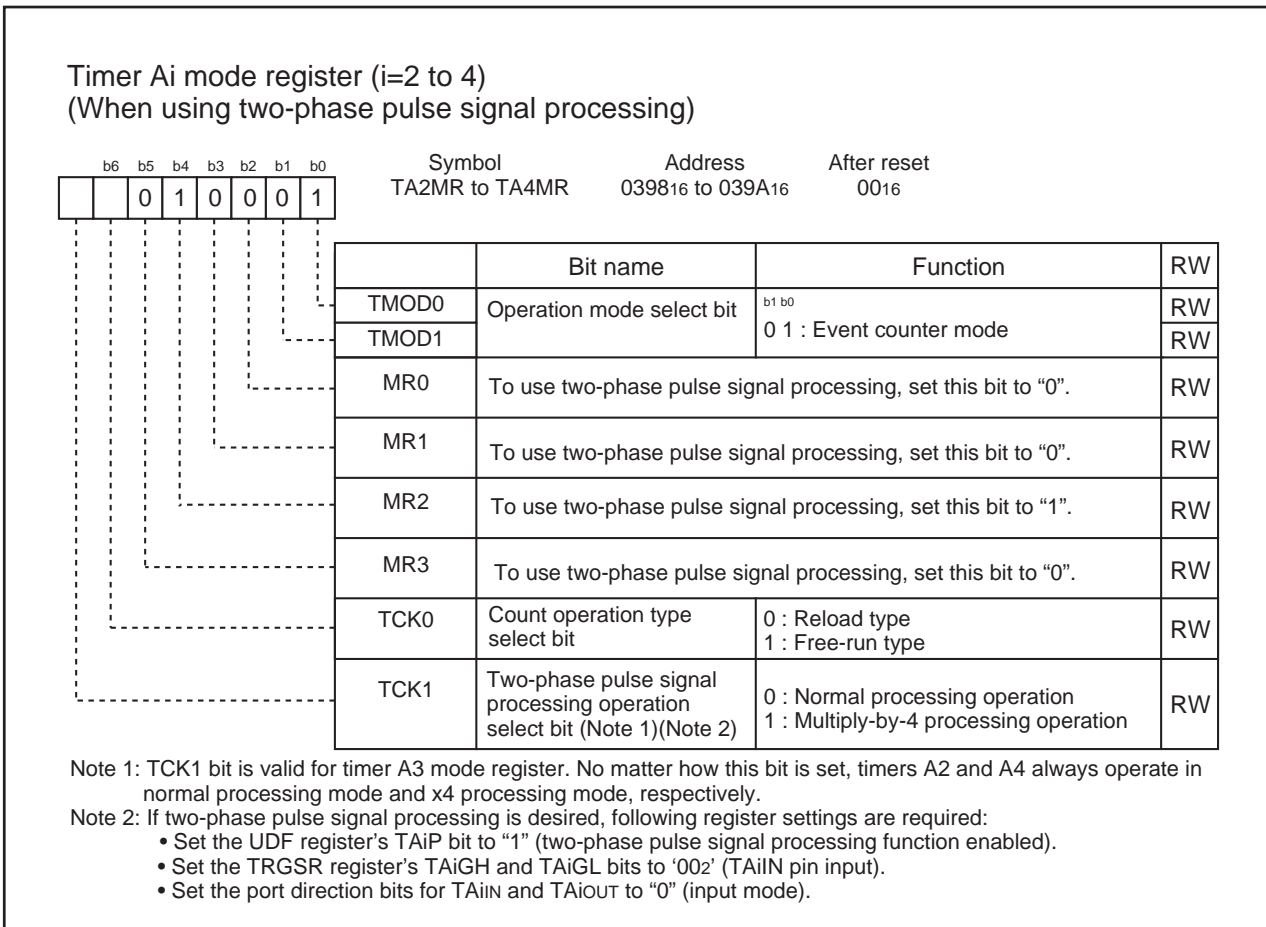 Timer Ai mode register (i=2 to 4)
(When using two-phase pulse signal processing)
b6 b5 b4 b3 b2 b1 b0
0 1 0 0 0 1
Symbol Address After reset
TA2MR to TA4MR 039816 to 039A16 0016
Bit name Function RW
TMOD0 Operation mode select bit b1 b0 RW
TMOD1 0 1 : Event counter mode RW
MR0 To use two-phase pulse signal processing, set this bit to “0”. RW
MR1 To use two-phase pulse signal processing, set this bit to “0”. RW
MR2 To use two-phase pulse signal processing, set this bit to “1”. RW
MR3 To use two-phase pulse signal processing, set this bit to “0”. RW
TCK0 Count operation type 0 : Reload type RW
select bit 1 : Free-run type
TCK1 Two-phase pulse signal
processing operation 0 : Normal processing operation RW
select bit (Note 1)(Note 2) 1 : Multiply-by-4 processing operation
Note 1: TCK1 bit is valid for timer A3 mode register. No matter how this bit is set, timers A2 and A4 always operate in
normal processing mode and x4 processing mode, respectively.
Note 2: If two-phase pulse signal processing is desired, following register settings are required:
• Set the UDF register’s TAiP bit to “1” (two-phase pulse signal processing function enabled).
• Set the TRGSR register’s TAiGH and TAiGL bits to ‘002’ (TAiIN pin input).
• Set the port direction bits for TAiIN and TAiOUT to “0” (input mode).